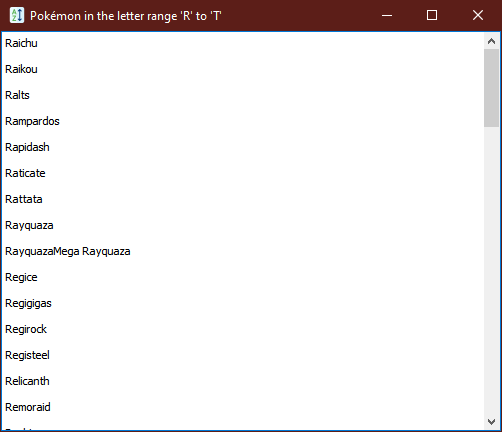 Pokémon in the letter range 'R' to 'T'
Raichu
Raikou
Ralts
Rampardos
Rapidash
Raticate
Rattata
Rayquaza
RayquazaMega Rayquaza
Regice
Regigigas
Regirock
Registeel
Relicanth
Remoraid